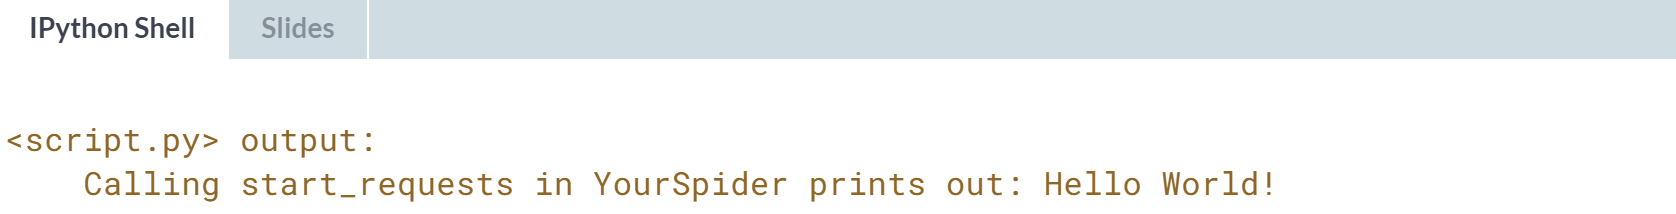 IPython Shell Slides
<script.py> output:
Calling start_requests in YourSpider prints out: Hello World!